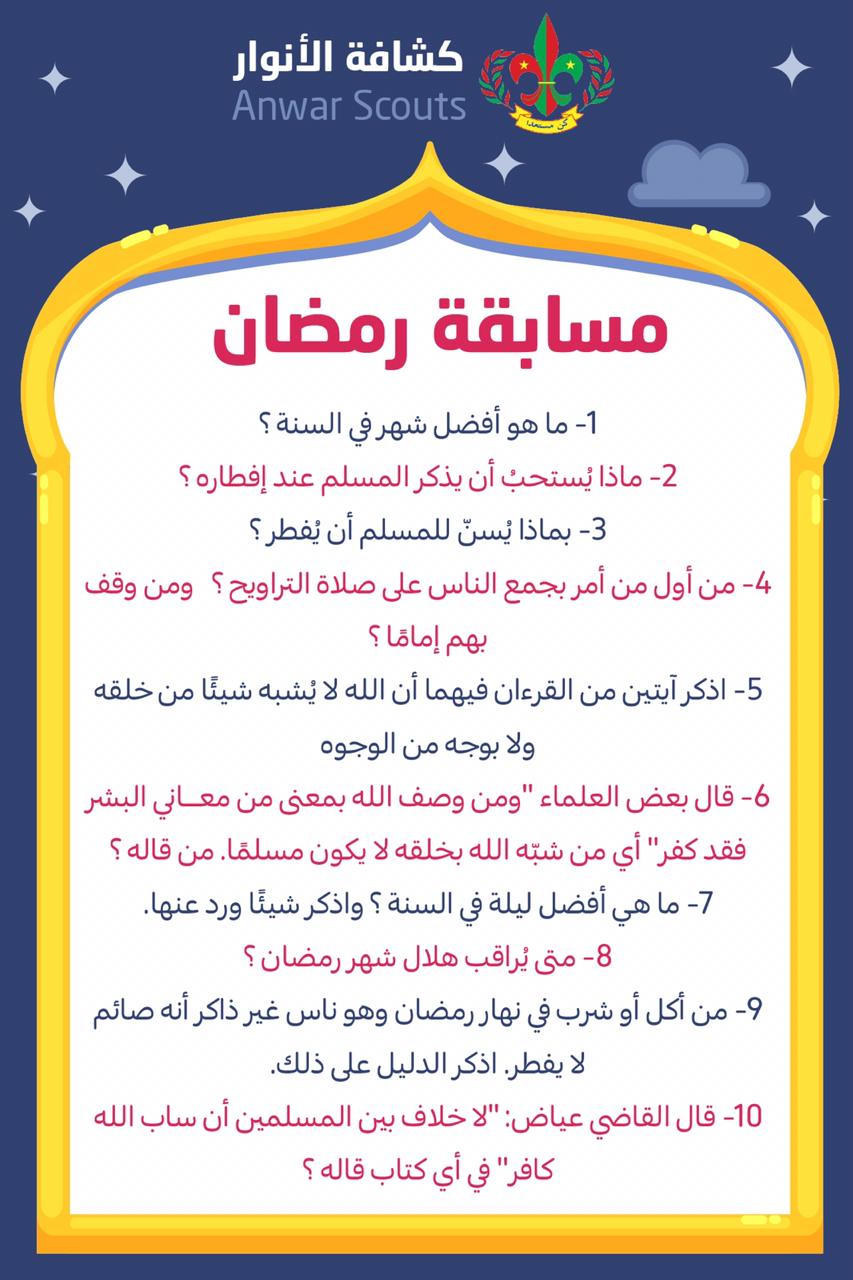 كشافة الأنوار
Anwar Scouts
كن مستعدا
مسابقة رمضان
1- ما هو أفضل شهر في السنة؟
2- ماذا يُستحبُ أن يذكر المسلم عند إفطاره؟
3- بماذا يُسنّ للمسلم أن يُفطر؟
4- من أول من أمر بجمع الناس على صلاة التراويح؟ ومن وقف
بهم إمامًا؟
5- اذكر آيتين من القرءان فيهما أن الله لا يُشبه شيئًا من خلقه
ولا بوجه من الوجوه
6- قال بعض العلماء "ومن وصف الله بمعنى من معـاني البشر
فقد كفر" أي من شبّه الله بخلقه لا يكون مسلمًا. من قاله؟
7- ما هي أفضل ليلة في السنة؟ واذكر شيئًا ورد عنها.
8- متى يُراقب هلال شهر رمضان؟
9- من أكل أو شرب في نهار رمضان وهو ناس غير ذاكر أنه صائم
لا يفطر. اذكر الدليل على ذلك.
10- قال القاضي عياض: "لا خلاف بين المسلمين أن ساب الله
كافر" في أي كتاب قاله؟